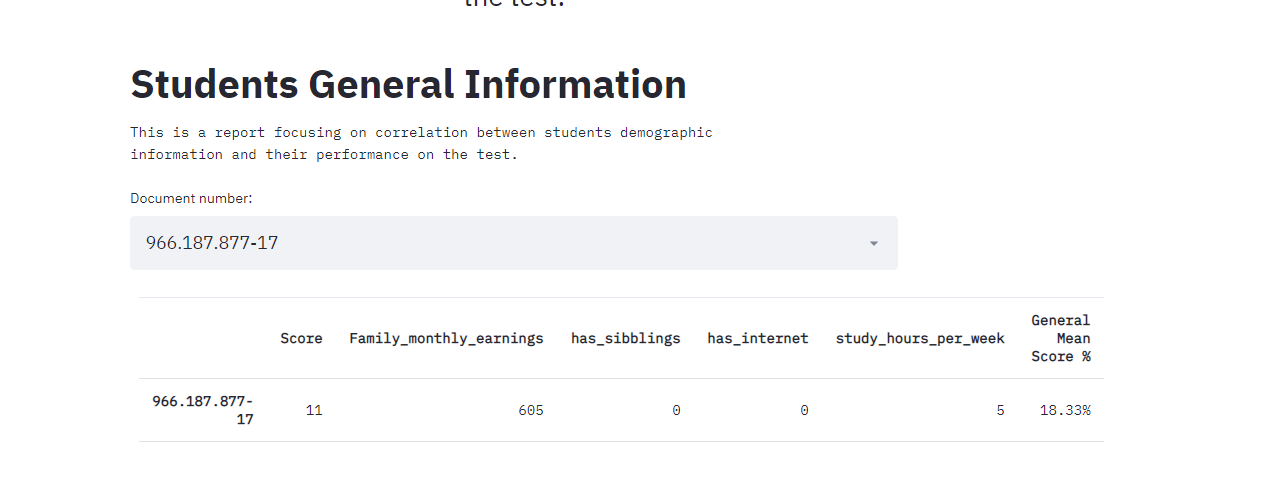 the test.
Students General Information
This is a report focusing on correlation between students demographic
information and their performance on the test.
Document number:
966.187.877-17
Score Family_monthly_earnings has_sibblings has_internet study_hours_per_week General Mean Score %
966.187.877-17 11 605 0 0 5 18.33%